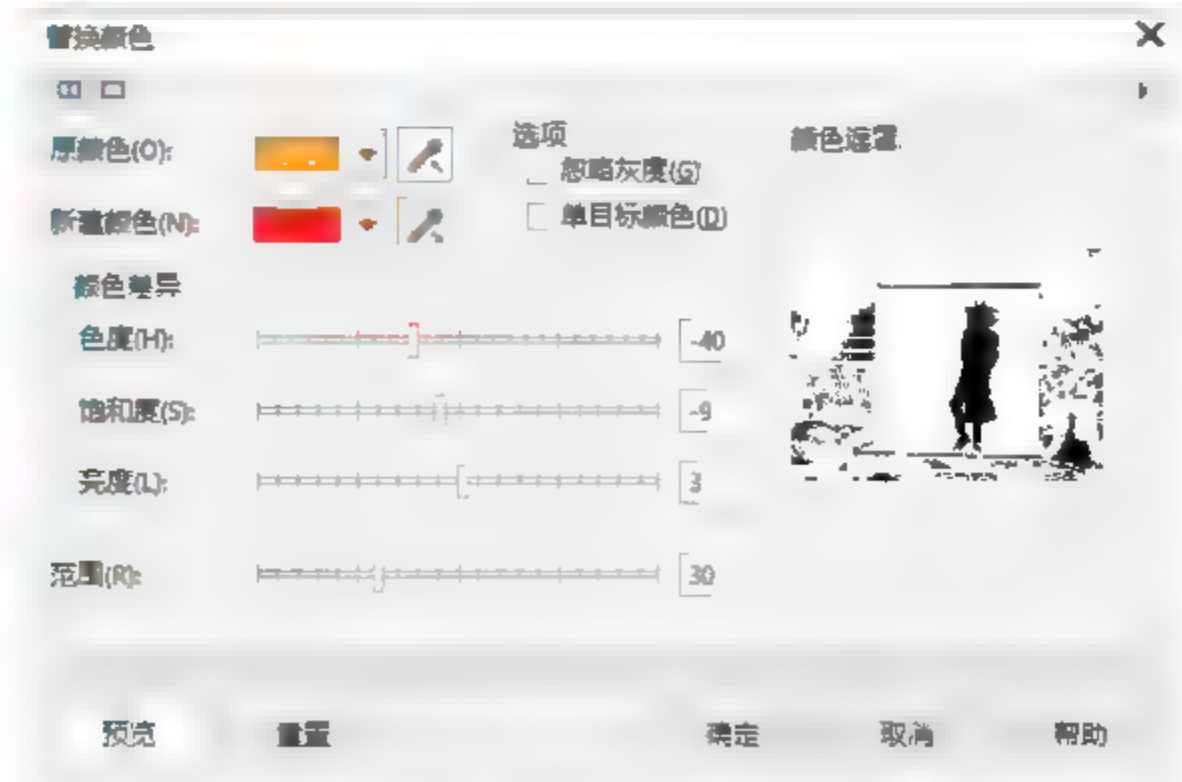 替换颜色
原颜色(O):
新建颜色(N):
选项
忽略灰度(G)
单目标颜色(D)
颜色遮罩
颜色差异
色度(H): -40
饱和度(S): -9
亮度(L): 3
范围(R): 30
预览 重置 确定 取消 帮助